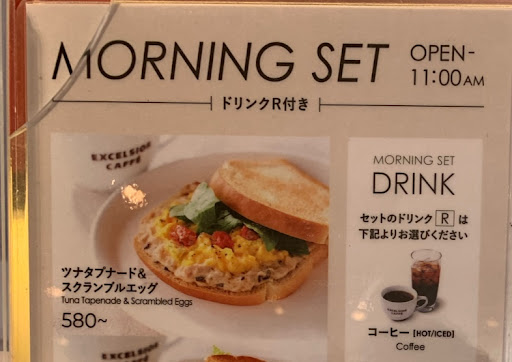 MORNING SET
OPEN-
11:00AM
ドリンクR付き
EXCELSIOR
CAFFÉ
ツナタプナード&
スクランブルエッグ
Tuna Tapenade & Scrambled Eggs
580~
MORNING SET
DRINK
セットのドリンク R は
下記よりお選びください
コーヒー [HOT/ICED]
Coffee